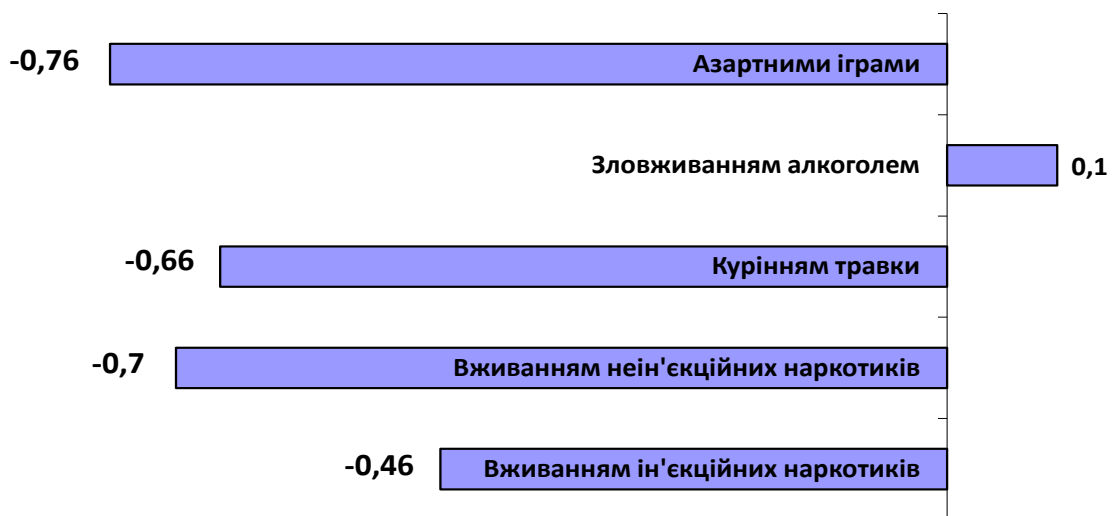 -0,76 Азартними іграми
Зловживанням алкоголем 0,1
-0,66 Курінням травки
-0,7 Вживанням неін'єкційних наркотиків
-0,46 Вживанням ін'єкційних наркотиків